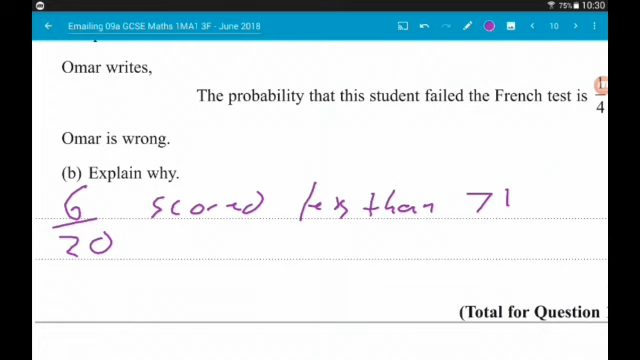 75% 10:30
Emailing 09a GCSE Maths 1MA1 3F - June 2018
10
Omar writes,
The probability that this student failed the French test is 1/4
Omar is wrong.
(b) Explain why.
6/20 scored less than 71
(Total for Question